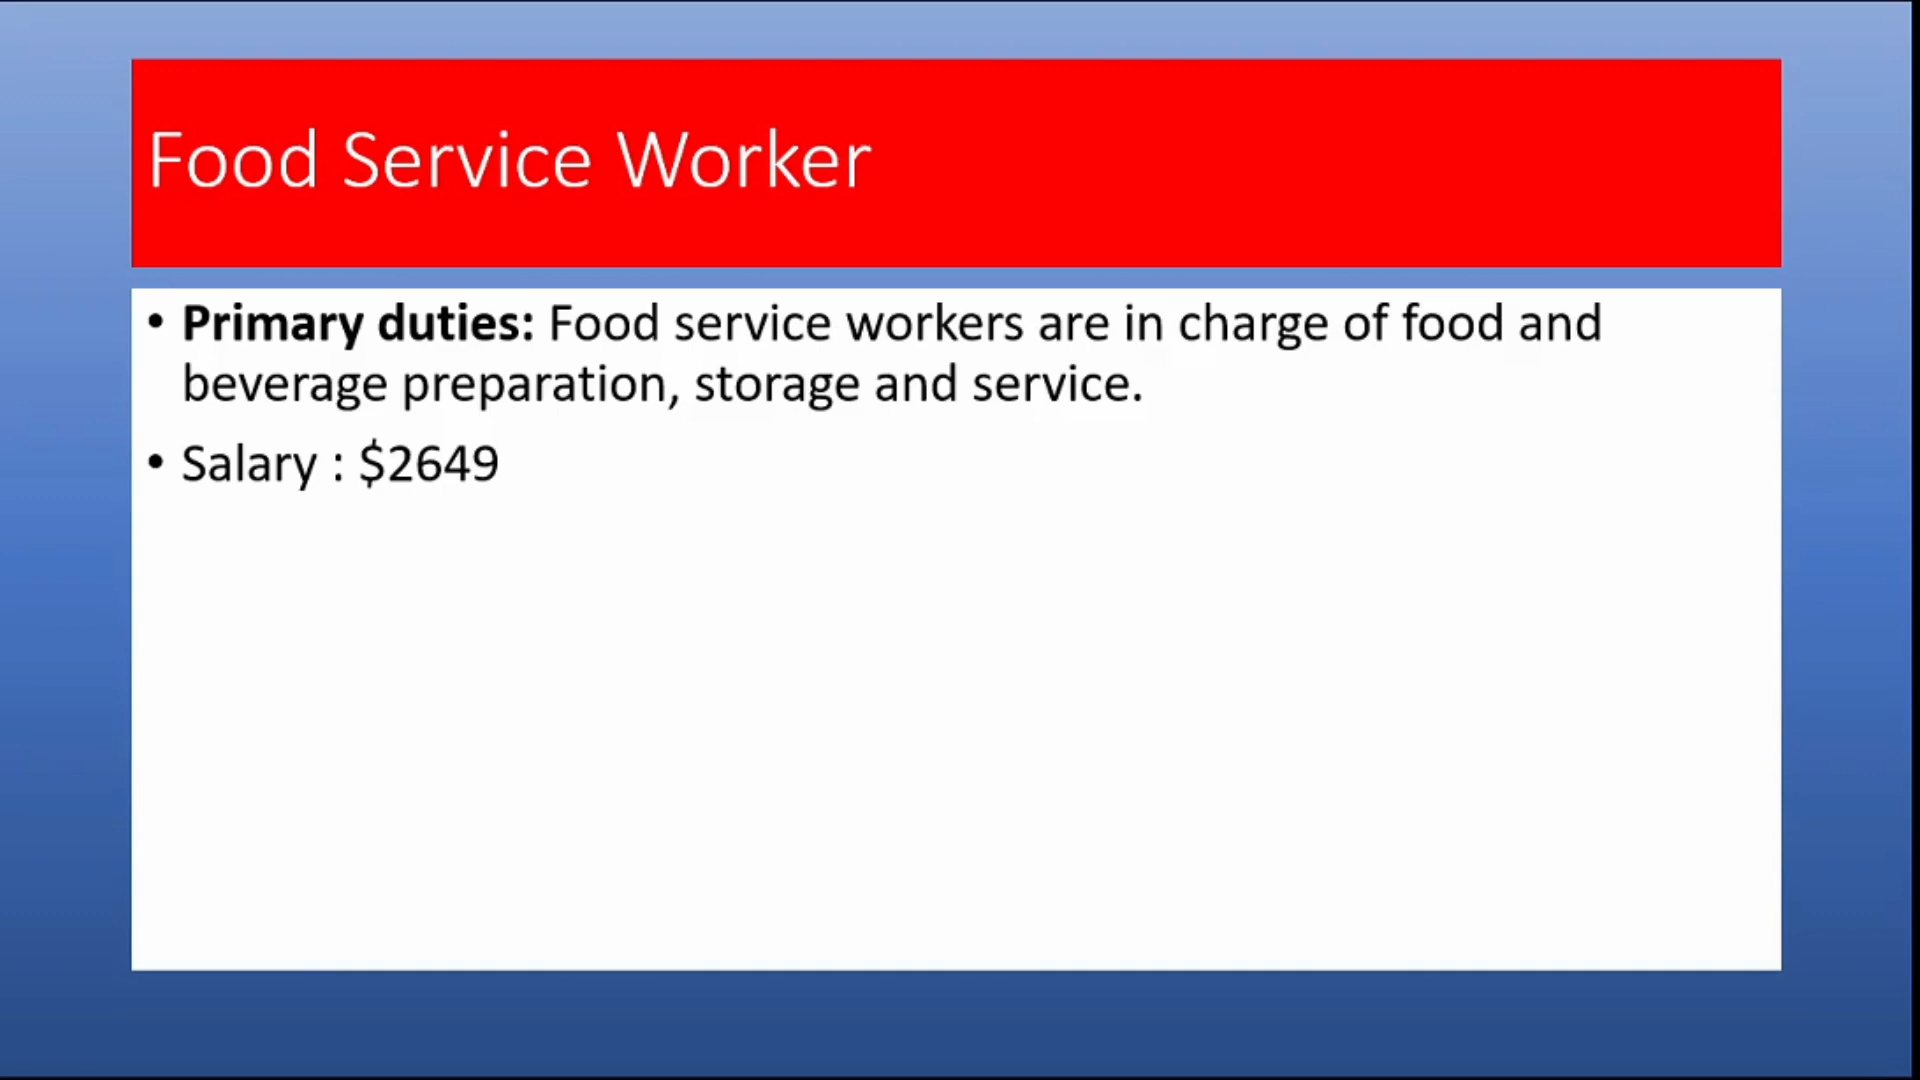 Food Service Worker
• Primary duties: Food service workers are in charge of food and
beverage preparation, storage and service.
• Salary : $2649